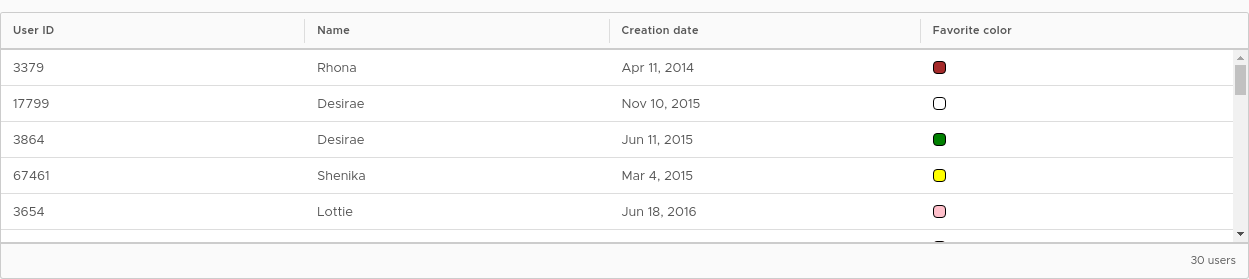 User ID Name Creation date Favorite color
3379 Rhona Apr 11, 2014
17799 Desirae Nov 10, 2015
3864 Desirae Jun 11, 2015
67461 Shenika Mar 4, 2015
3654 Lottie Jun 18, 2016
30 users